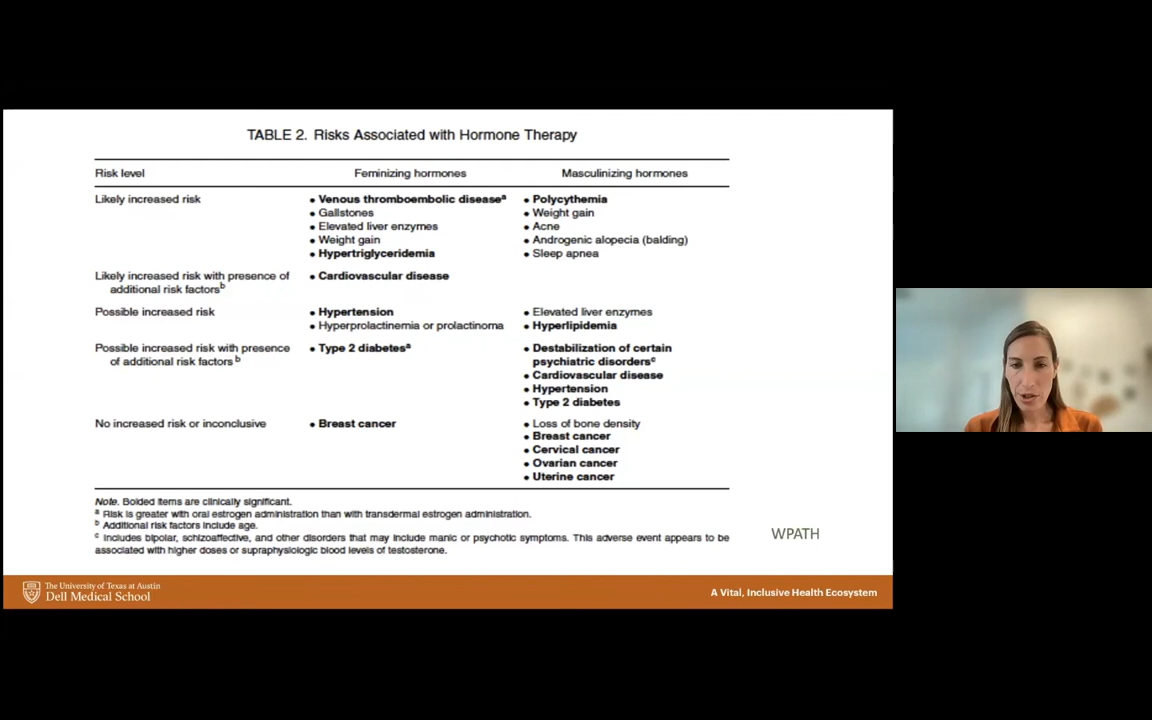 TABLE 2. Risks Associated with Hormone Therapy
Risk level Feminizing hormones Masculinizing hormones
Likely increased risk • Venous thromboembolic diseaseª • Polycythemia
• Gallstones • Weight gain
• Elevated liver enzymes • Acne
• Weight gain • Androgenic alopecia (balding)
• Hypertriglyceridemia • Sleep apnea
Likely increased risk with presence of • Cardiovascular disease
additional risk factorsᵇ
Possible increased risk • Hypertension • Elevated liver enzymes
• Hyperprolactinemia or prolactinoma • Hyperlipidemia
Possible increased risk with presence • Type 2 diabetesª • Destabilization of certain
of additional risk factors ᵇ psychiatric disordersᶜ
• Cardiovascular disease
• Hypertension
• Type 2 diabetes
No increased risk or inconclusive • Breast cancer • Loss of bone density
• Breast cancer
• Cervical cancer
• Ovarian cancer
• Uterine cancer
Note. Bolded items are clinically significant.
ª Risk is greater with oral estrogen administration than with transdermal estrogen administration.
ᵇ Additional risk factors include age.
ᶜ Includes bipolar, schizoaffective, and other disorders that may include manic or psychotic symptoms. This adverse event appears to be
associated with higher doses or supraphysiologic blood levels of testosterone.
WPATH
The University of Texas at Austin
Dell Medical School
A Vital, Inclusive Health Ecosystem